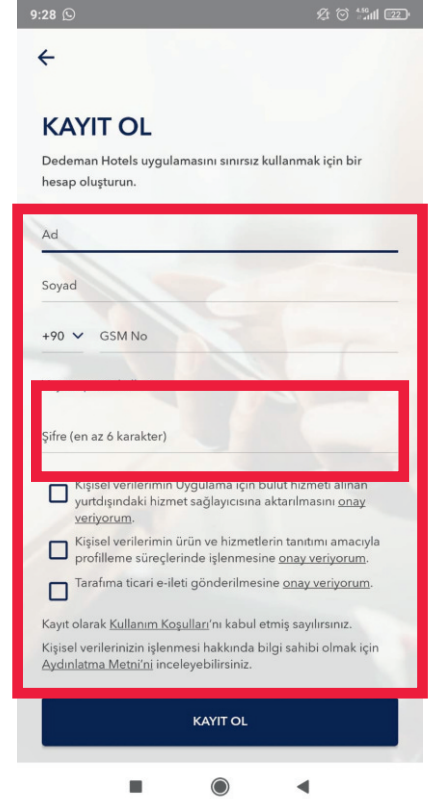 9:28
22
KAYIT OL
Dedeman Hotels uygulamasını sınırsız kullanmak için bir
hesap oluşturun.
Ad
Soyad
+90 GSM No
Şifre (en az 6 karakter)
Kişisel verilerimin Uygulama için bulut hizmeti alınan
yurtdışındaki hizmet sağlayıcısına aktarılmasını onay
veriyorum.
Kişisel verilerimin ürün ve hizmetlerin tanıtımı amacıyla
profilleme süreçlerinde işlenmesine onay veriyorum.
Tarafıma ticari e-ileti gönderilmesine onay veriyorum.
Kayıt olarak Kullanım Koşulları'nı kabul etmiş sayılırsınız.
Kişisel verilerinizin işlenmesi hakkında bilgi sahibi olmak için
Aydınlatma Metni'ni inceleyebilirsiniz.
KAYIT OL